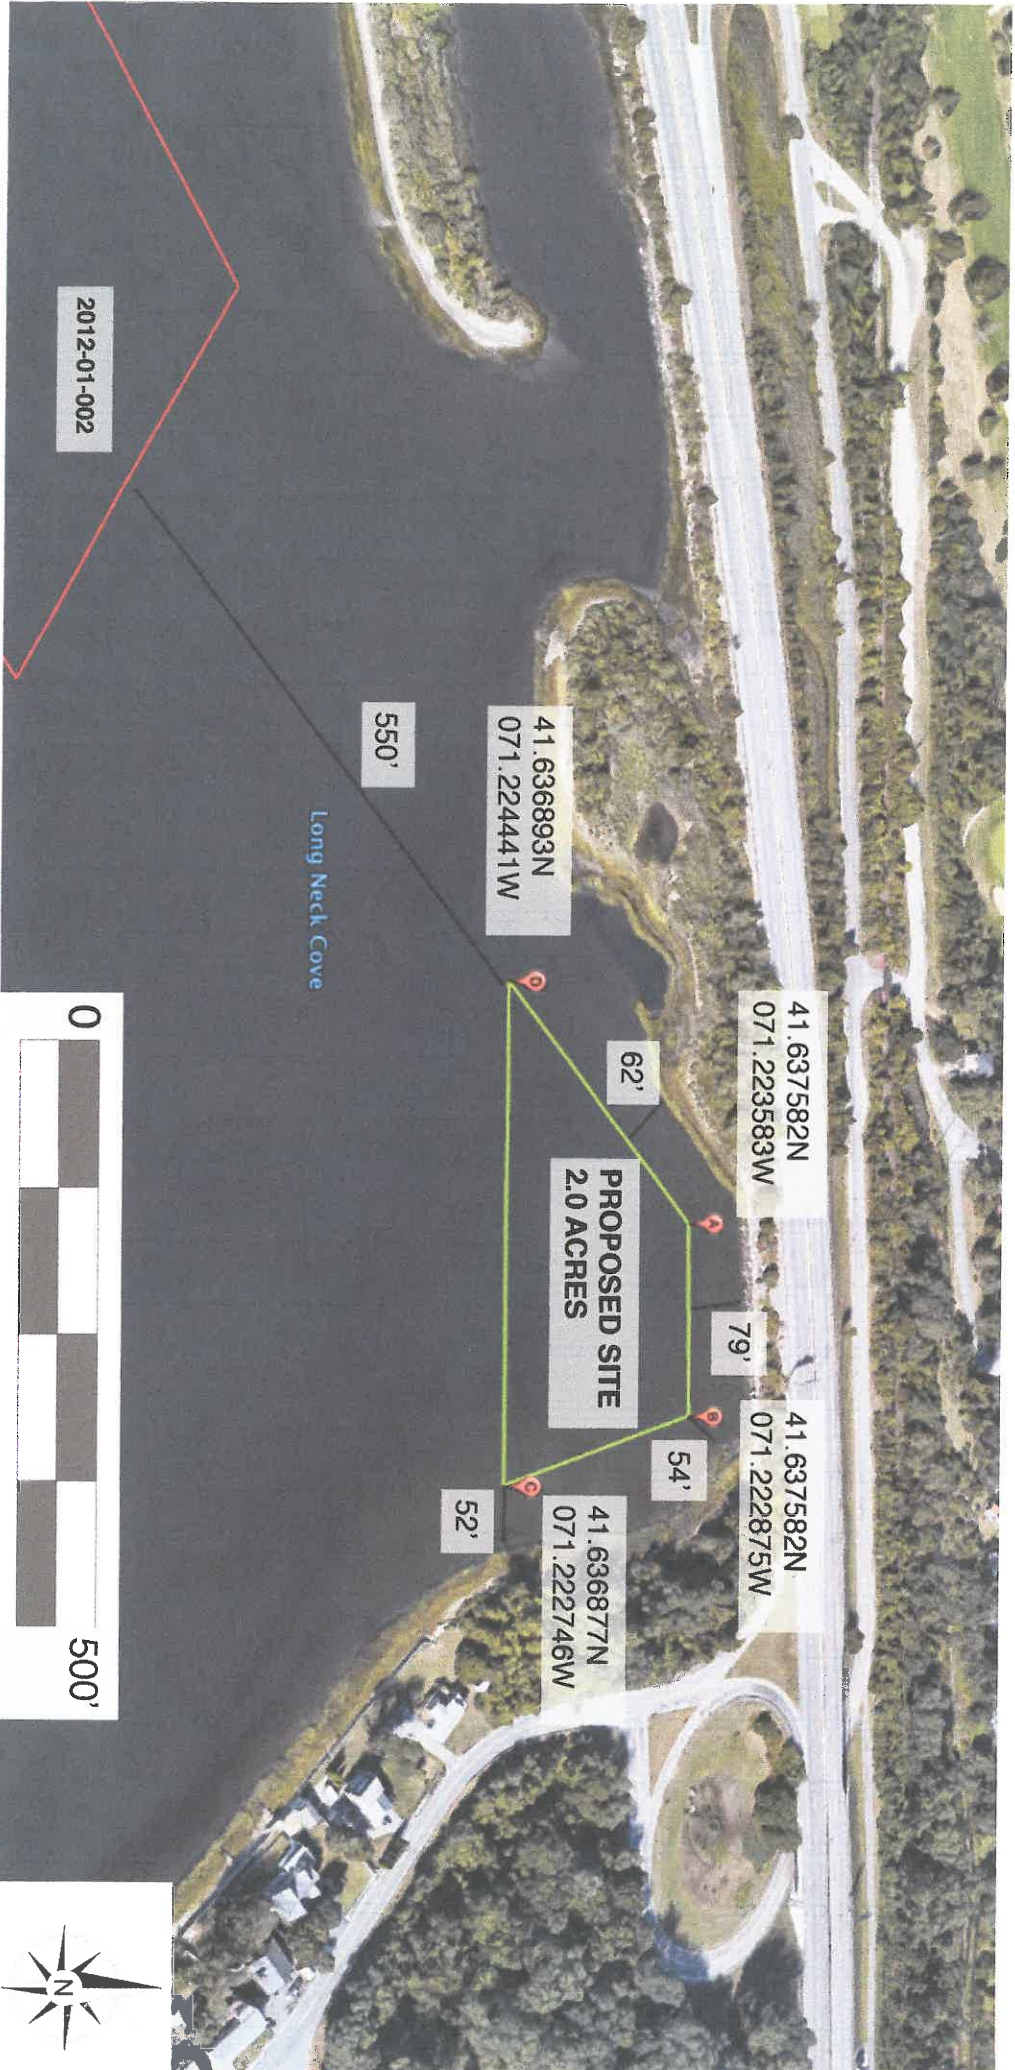 41.637582N
071.223583W
41.637582N
071.222875W
A
79'
B
54'
62'
PROPOSED SITE
2.0 ACRES
41.636893N
071.224441W
D
41.636877N
071.222746W
C
52'
550'
Long Neck Cove
2012-01-002
0
500'
N